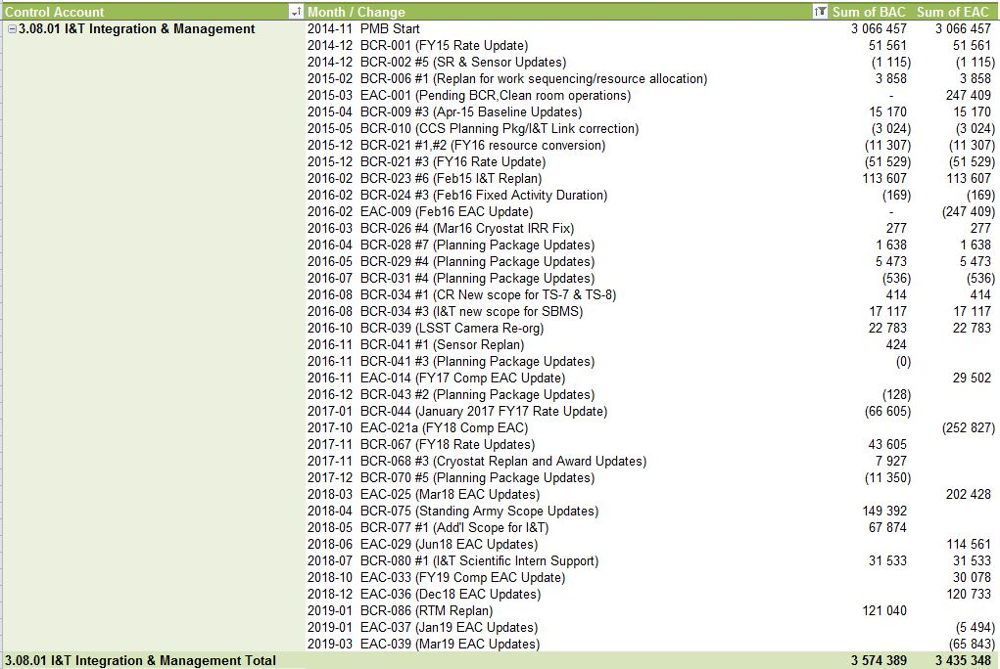 Control Account Month / Change Sum of BAC Sum of EAC
3.08.01 I&T Integration & Management 2014-11 PMB Start 3 066 457 3 066 457
2014-12 BCR-001 (FY15 Rate Update) 51 561 51 561
2014-12 BCR-002 #5 (SR & Sensor Updates) (1 115) (1 115)
2015-02 BCR-006 #1 (Replan for work sequencing/resource allocation) 3 858 3 858
2015-03 EAC-001 (Pending BCR,Clean room operations) - 247 409
2015-04 BCR-009 #3 (Apr-15 Baseline Updates) 15 170 15 170
2015-05 BCR-010 (CCS Planning Pkg/I&T Link correction) (3 024) (3 024)
2015-12 BCR-021 #1,#2 (FY16 resource conversion) (11 307) (11 307)
2015-12 BCR-021 #3 (FY16 Rate Update) (51 529) (51 529)
2016-02 BCR-023 #6 (Feb15 I&T Replan) 113 607 113 607
2016-02 BCR-024 #3 (Feb16 Fixed Activity Duration) (169) (169)
2016-02 EAC-009 (Feb16 EAC Update) - (247 409)
2016-03 BCR-026 #4 (Mar16 Cryostat IRR Fix) 277 277
2016-04 BCR-028 #7 (Planning Package Updates) 1 638 1 638
2016-05 BCR-029 #4 (Planning Package Updates) 5 473 5 473
2016-07 BCR-031 #4 (Planning Package Updates) (536) (536)
2016-08 BCR-034 #1 (CR New scope for TS-7 & TS-8) 414 414
2016-08 BCR-034 #3 (I&T new scope for SBMS) 17 117 17 117
2016-10 BCR-039 (LSST Camera Re-org) 22 783 22 783
2016-11 BCR-041 #1 (Sensor Replan) 424
2016-11 BCR-041 #3 (Planning Package Updates) (0)
2016-11 EAC-014 (FY17 Comp EAC Update) 29 502
2016-12 BCR-043 #2 (Planning Package Updates) (128)
2017-01 BCR-044 (January 2017 FY17 Rate Update) (66 605)
2017-10 EAC-021a (FY18 Comp EAC) (252 827)
2017-11 BCR-067 (FY18 Rate Updates) 43 605
2017-11 BCR-068 #3 (Cryostat Replan and Award Updates) 7 927
2017-12 BCR-070 #5 (Planning Package Updates) (11 350)
2018-03 EAC-025 (Mar18 EAC Updates) 202 428
2018-04 BCR-075 (Standing Army Scope Updates) 149 392
2018-05 BCR-077 #1 (Add'l Scope for I&T) 67 874
2018-06 EAC-029 (Jun18 EAC Updates) 114 561
2018-07 BCR-080 #1 (I&T Scientific Intern Support) 31 533 31 533
2018-10 EAC-033 (FY19 Comp EAC Update) 30 078
2018-12 EAC-036 (Dec18 EAC Updates) 120 733
2019-01 BCR-086 (RTM Replan) 121 040
2019-01 EAC-037 (Jan19 EAC Updates) (5 494)
2019-03 EAC-039 (Mar19 EAC Updates) (65 843)
3.08.01 I&T Integration & Management Total 3 574 389 3 435 348